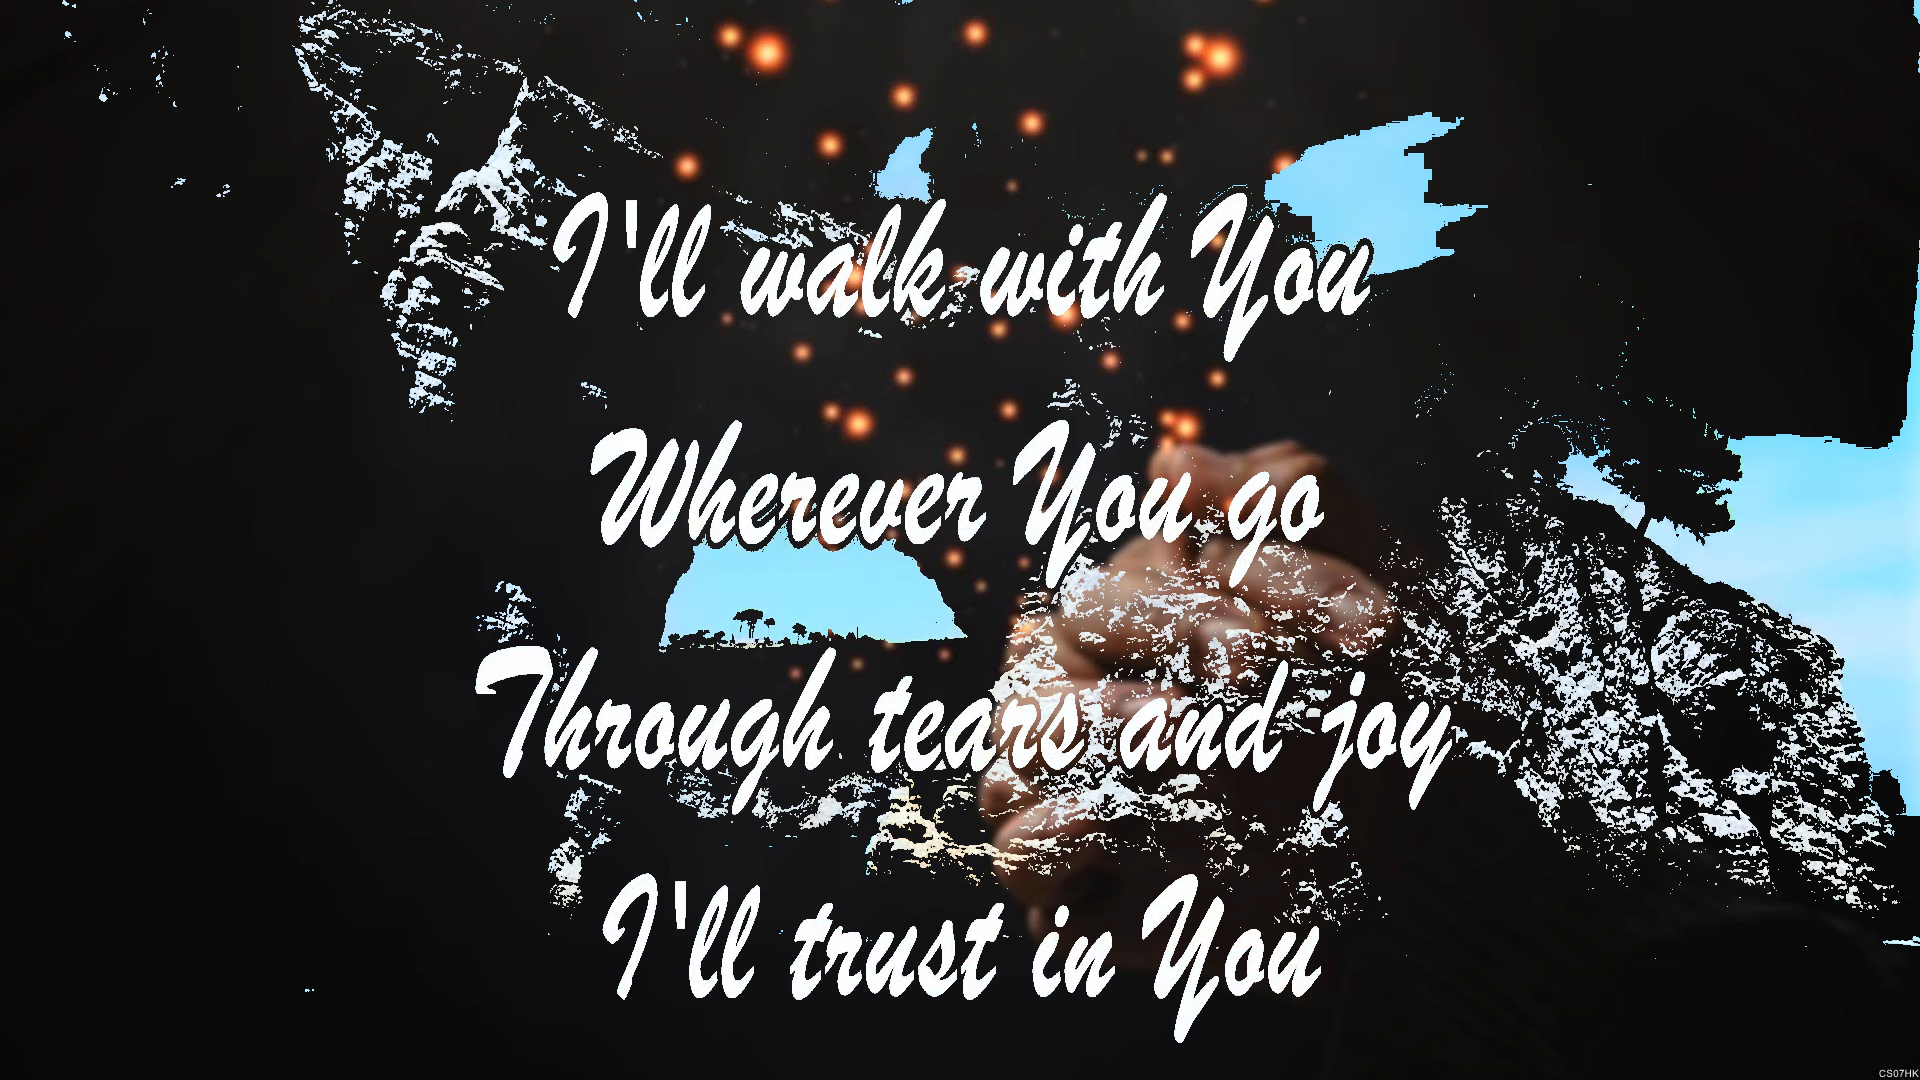 I'll walk with You
Wherever You go
Through tears and joy
I'll trust in You
CS07HK